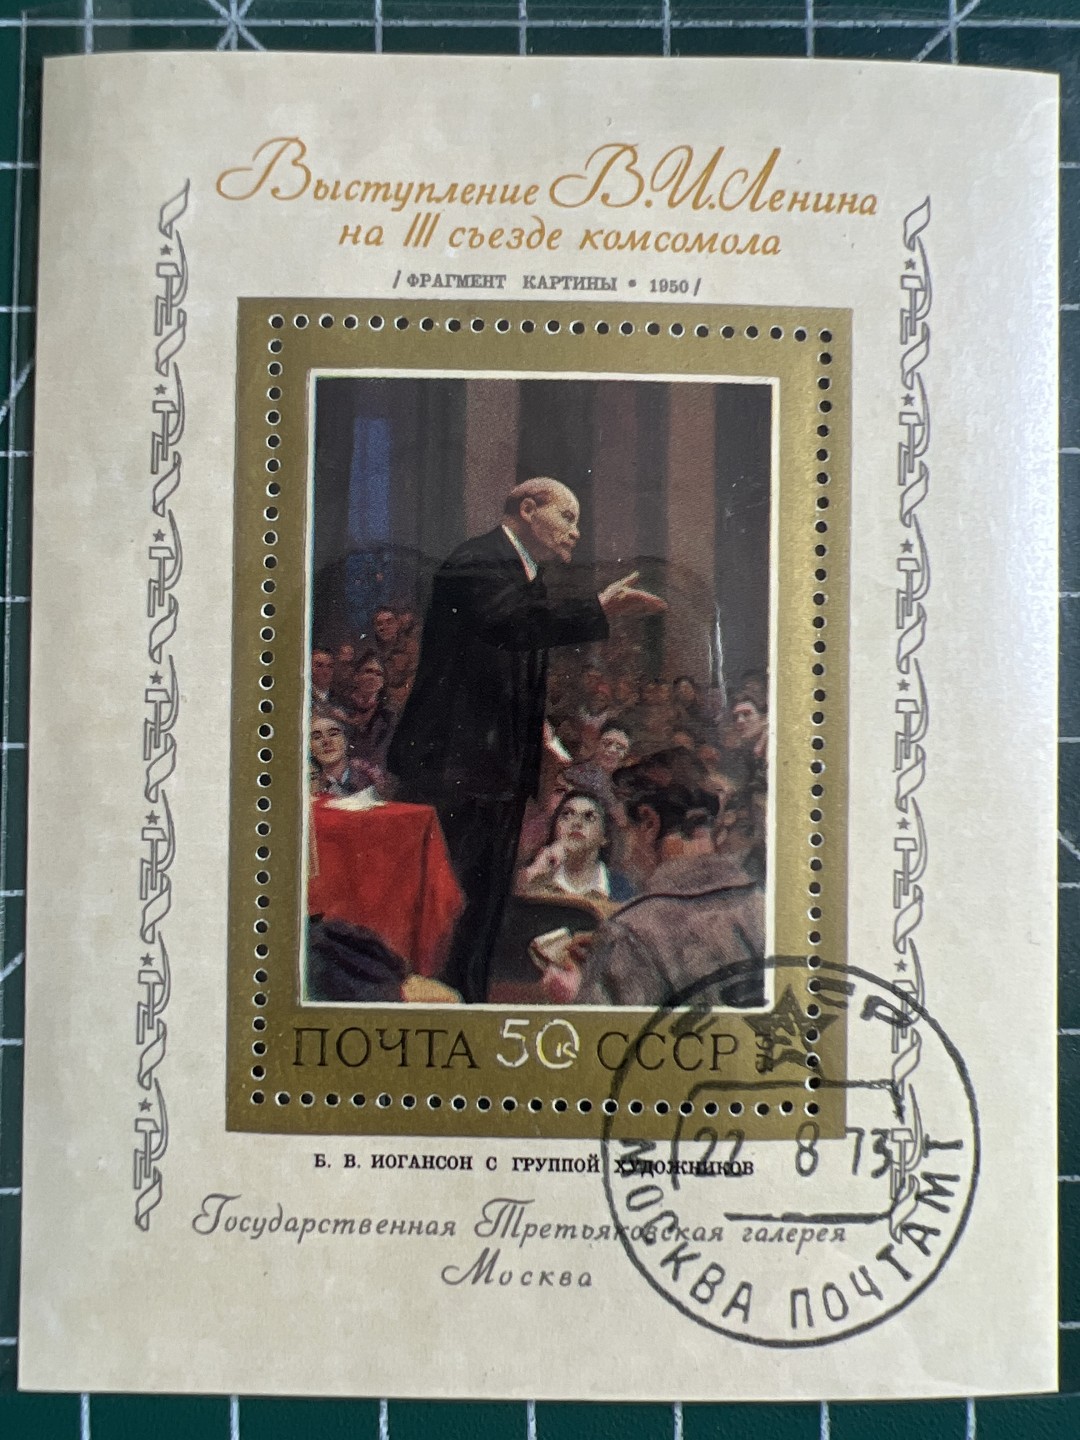 Выступление В.И.Ленина
на III съезде комсомола
/ ФРАГМЕНТ КАРТИНЫ • 1950 /
ПОЧТА 50к СССР
Б. В. ИОГАНСОН С ГРУППОЙ ХУДОЖНИКОВ
Государственная Третьяковская галерея
Москва
8 73
МОСКВА ПОЧТАМТ